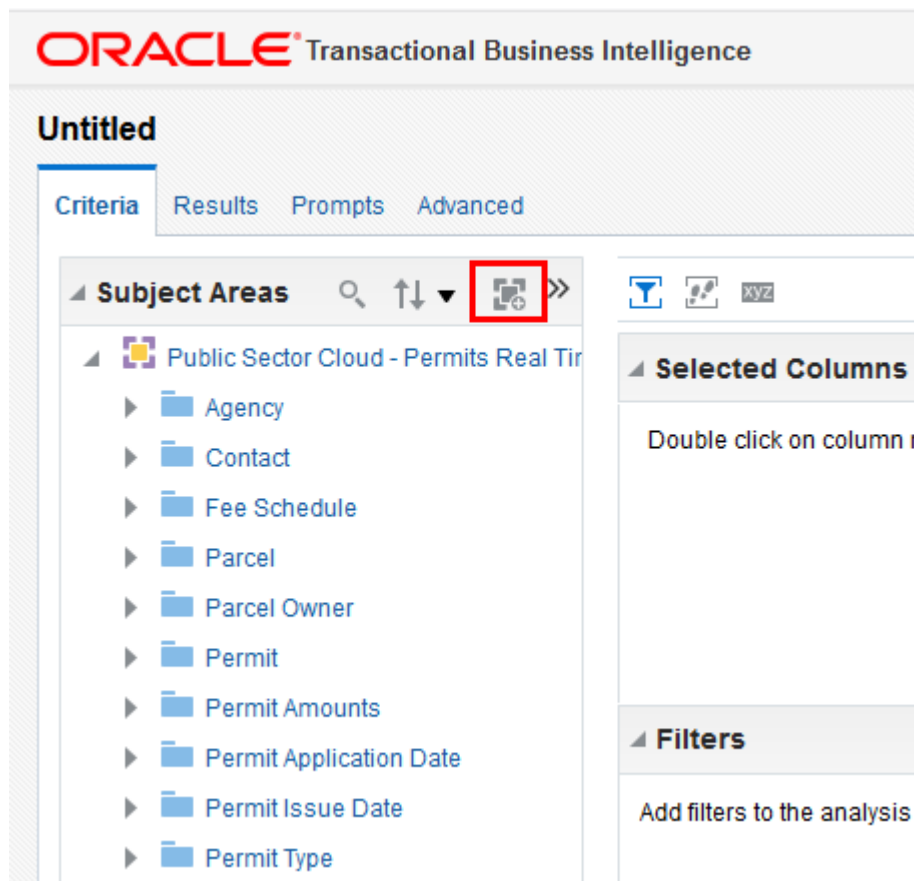 ORACLE Transactional Business Intelligence
Untitled
Criteria Results Prompts Advanced
Subject Areas
xyz
Public Sector Cloud - Permits Real
Agency
Contact
Fee Schedule
Parcel
Parcel Owner
Permit
Permit Amounts
Permit Application Date
Permit Issue Date
Permit Type
Selected Columns
Double click on column
Filters
Add filters to the analysis